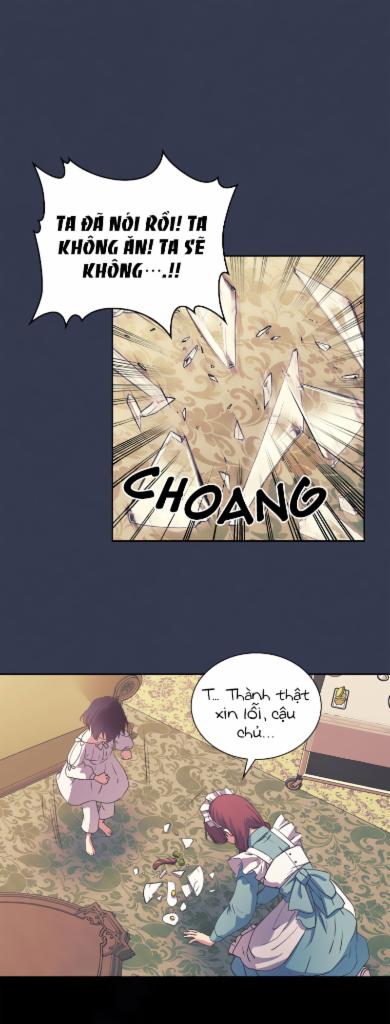 TA ĐÃ NÓI RỒI! TA
KHÔNG ĂN! TA SẼ
KHÔNG....!!
CHOANG
T... Thành thật
xin lỗi, cậu
chủ...